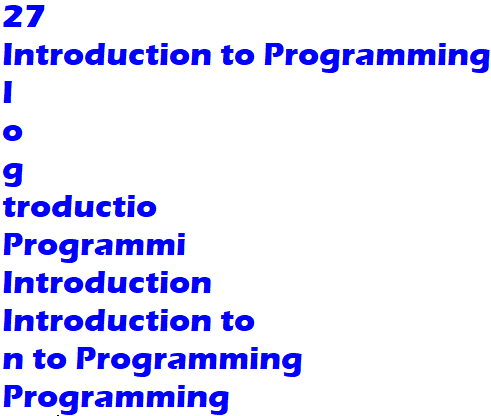 27
Introduction to Programming
I
o
g
troductio
Programmi
Introduction
Introduction to
n to Programming
Programming